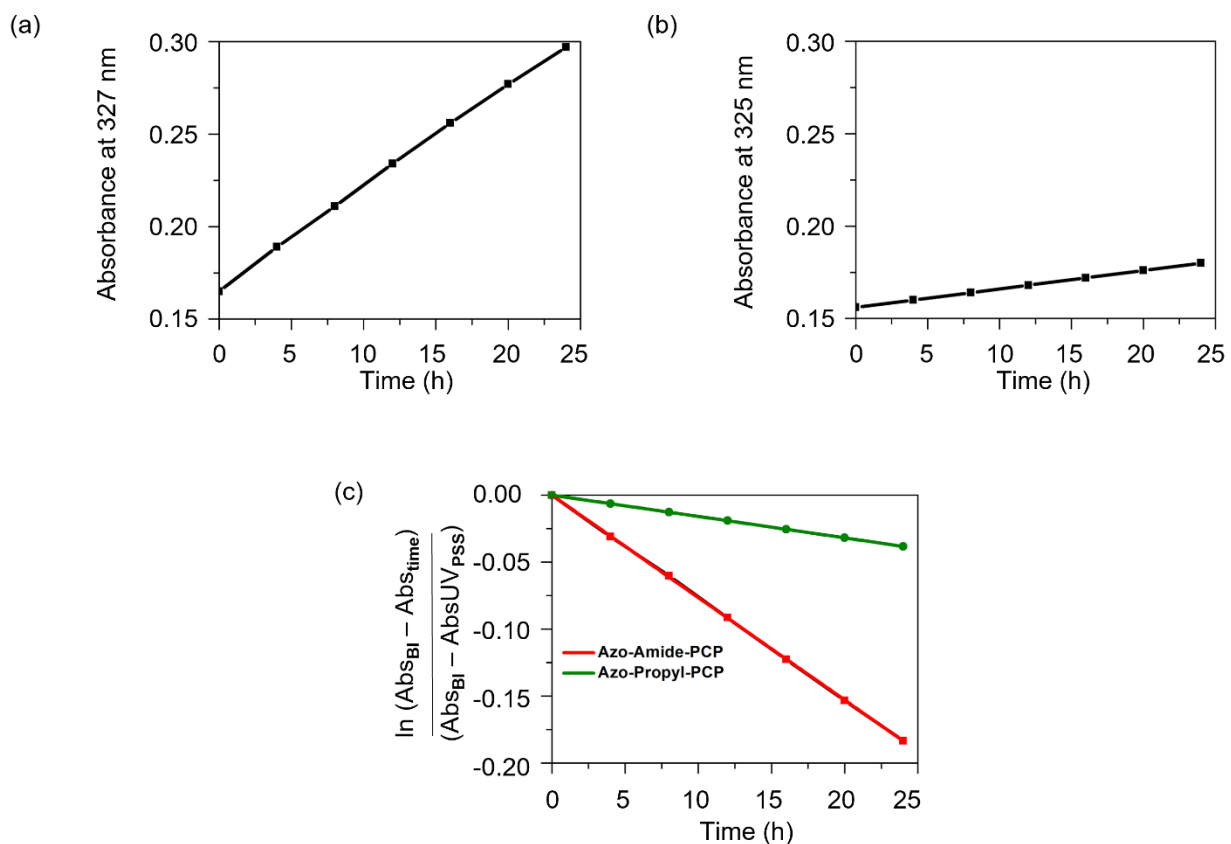 (a)
0.30
0.25
0.20
0.15
Absorbance at 327 nm
0 5 10 15 20 25
Time (h)
(b)
0.30
0.25
0.20
0.15
Absorbance at 325 nm
0 5 10 15 20 25
Time (h)
(c)
0.00
-0.05
-0.10
-0.15
-0.20
ln (Abs_BI – Abs_time)
(Abs_BI – AbsUV_PSS)
Azo-Amide-PCP
Azo-Propyl-PCP
0 5 10 15 20 25
Time (h)